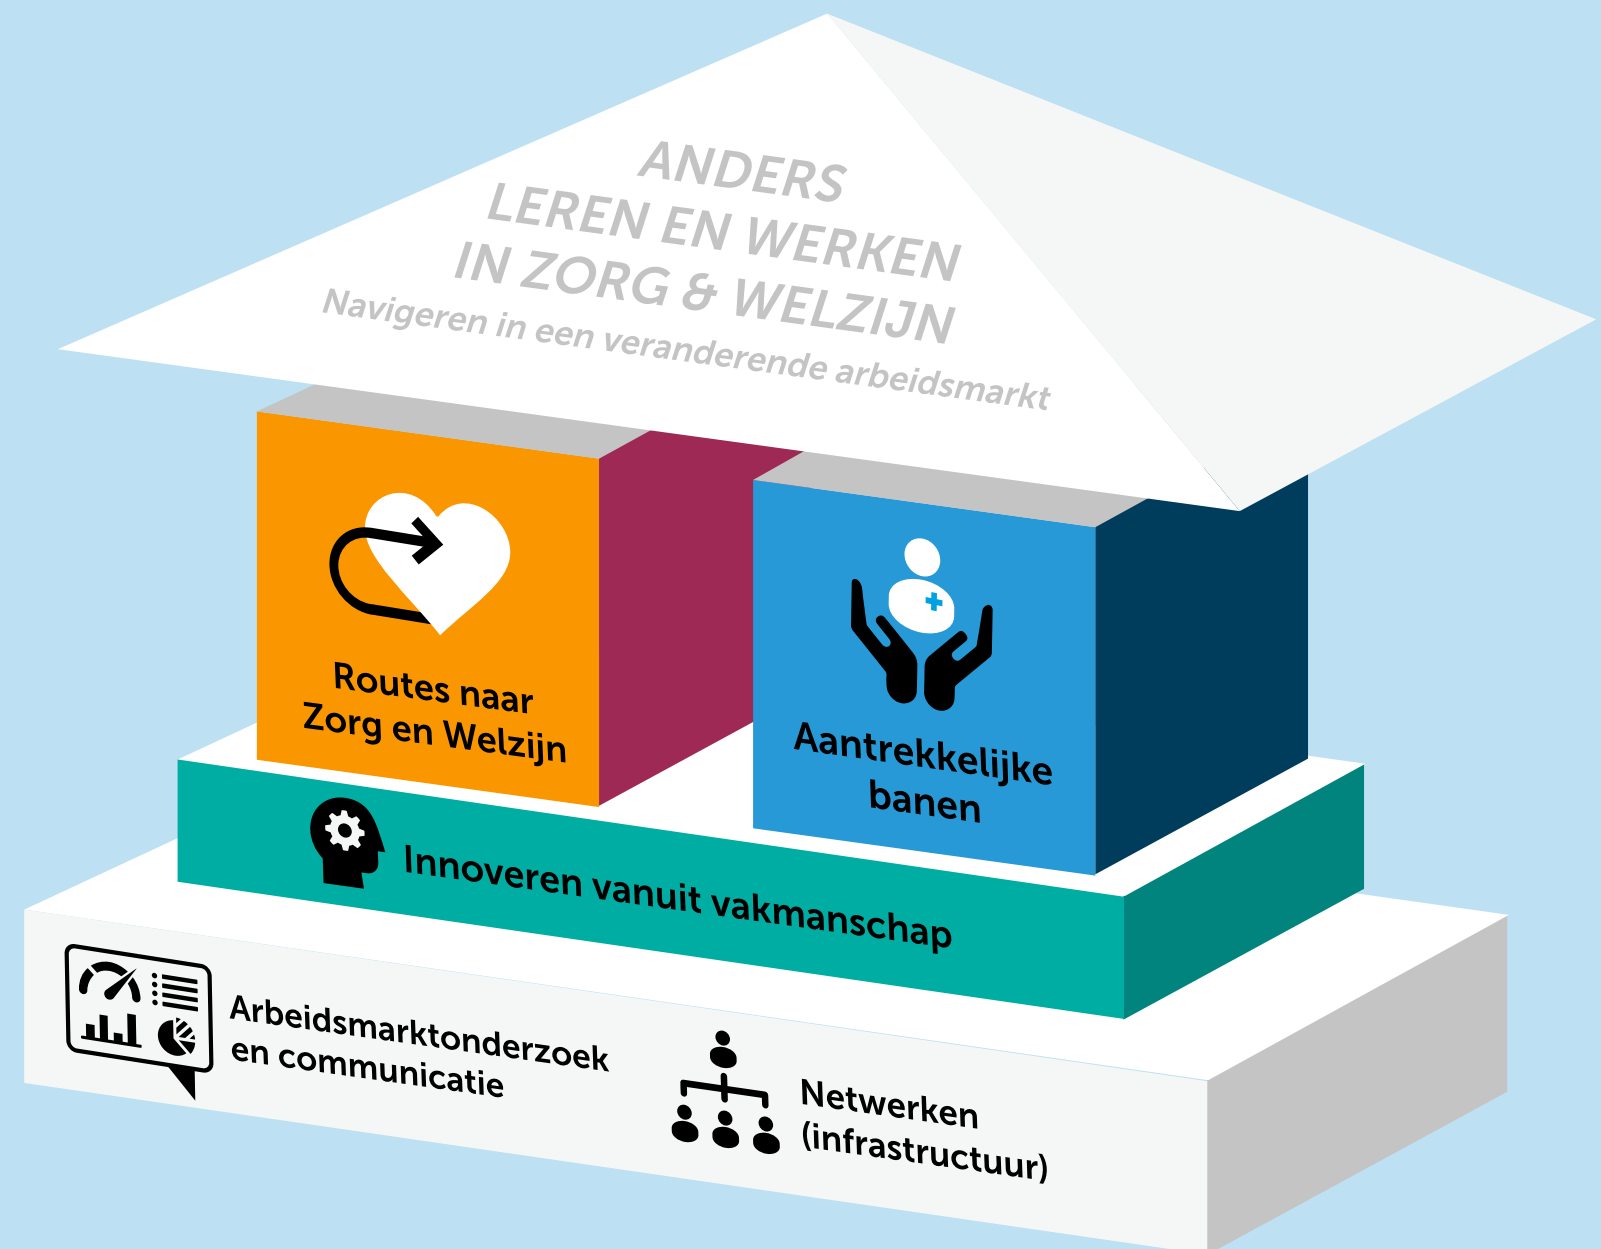 ANDERS
LEREN EN WERKEN
IN ZORG & WELZIJN
Navigeren in een veranderende arbeidsmarkt
Routes naar
Zorg en Welzijn
Aantrekkelijke
banen
Innoveren vanuit vakmanschap
Arbeidsmarktonderzoek
en communicatie
Netwerken
(infrastructuur)